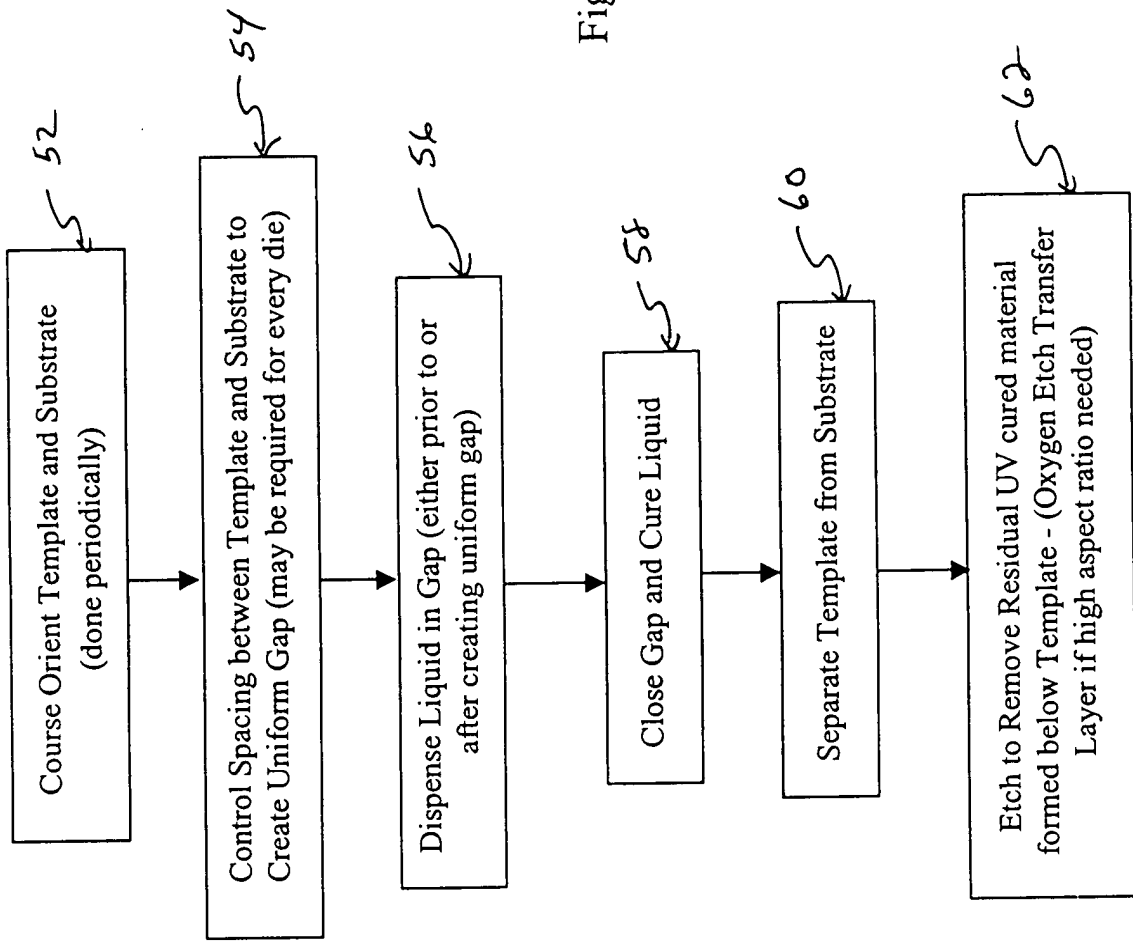 Course Orient Template and Substrate
(done periodically)
52
Control Spacing between Template and Substrate to
Create Uniform Gap (may be required for every die)
54
Dispense Liquid in Gap (either prior to or
after creating uniform gap)
56
Close Gap and Cure Liquid
58
Separate Template from Substrate
60
Etch to Remove Residual UV cured material
formed below Template - (Oxygen Etch Transfer
Layer if high aspect ratio needed)
62
Fig